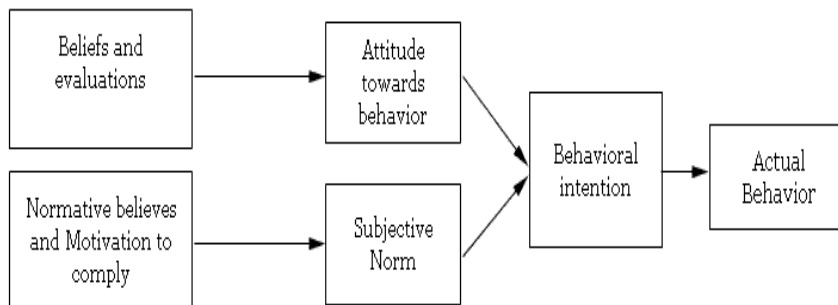 Beliefs and
evaluations
Attitude
towards
behavior
Normative believes
and Motivation to
comply
Subjective
Norm
Behavioral
intention
Actual
Behavior